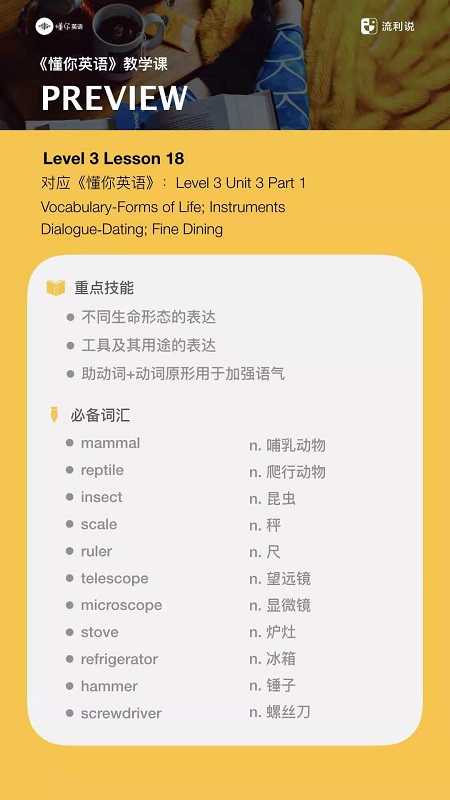 懂你英语
流利说
《懂你英语》教学课
PREVIEW
Level 3 Lesson 18
对应《懂你英语》：Level 3 Unit 3 Part 1
Vocabulary-Forms of Life; Instruments
Dialogue-Dating; Fine Dining
重点技能
不同生命形态的表达
工具及其用途的表达
助动词+动词原形用于加强语气
必备词汇
mammal n. 哺乳动物
reptile n. 爬行动物
insect n. 昆虫
scale n. 秤
ruler n. 尺
telescope n. 望远镜
microscope n. 显微镜
stove n. 炉灶
refrigerator n. 冰箱
hammer n. 锤子
screwdriver n. 螺丝刀